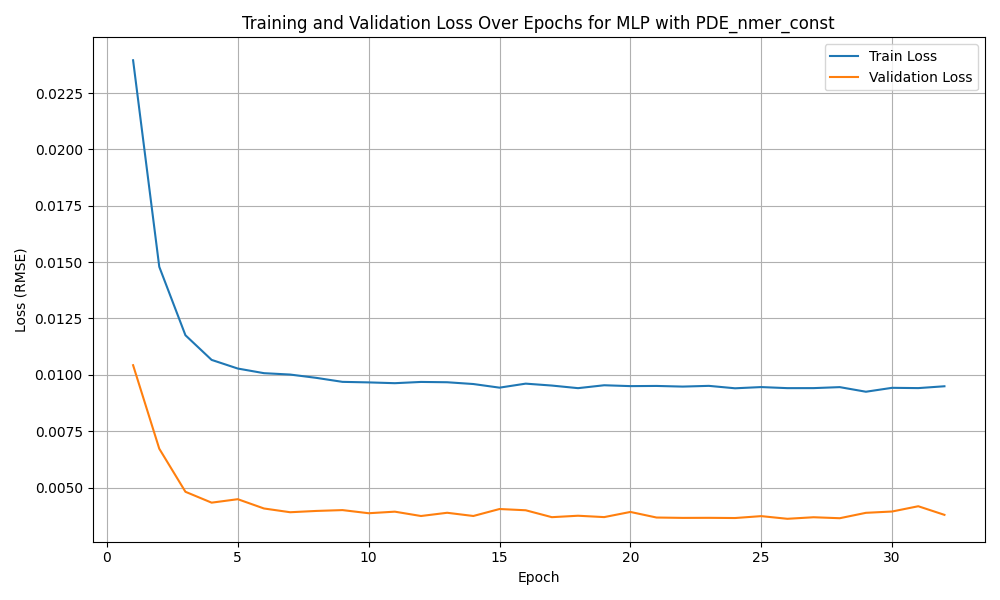 Training and Validation Loss Over Epochs for MLP with PDE_nmer_const
Train Loss
Validation Loss
Loss (RMSE)
0.0225
0.0200
0.0175
0.0150
0.0125
0.0100
0.0075
0.0050
0 5 10 15 20 25 30
Epoch